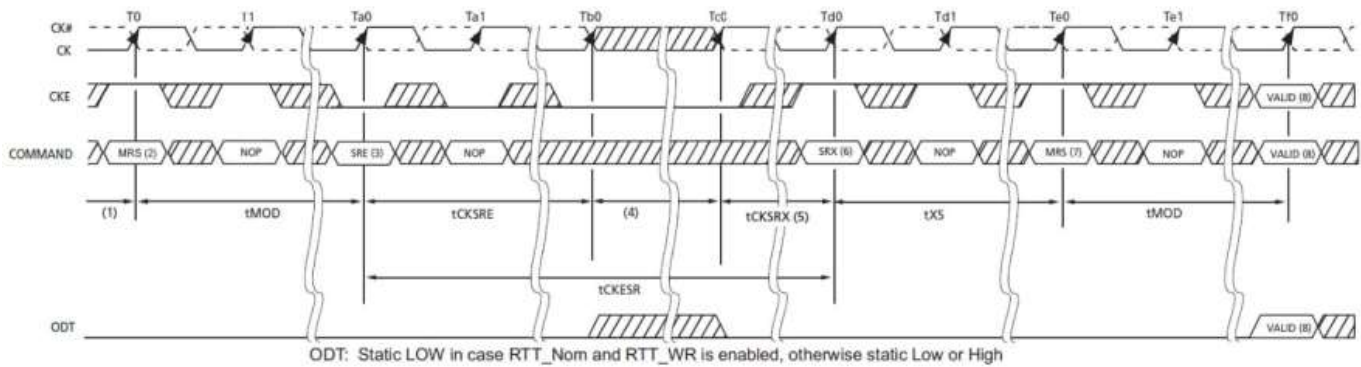 T0 T1 Ta0 Ta1 Tb0 Tc0 Td0 Td1 Te0 Te1 Tf0
CK#
CK
CKE VALID (8)
COMMAND MRS (2) NOP SRE (3) NOP SRX (6) NOP MRS (7) NOP VALID (8)
(1) tMOD tCKSRE (4) tCKSRX (5) tXS tMOD
tCKESR
ODT VALID (8)
ODT: Static LOW in case RTT_Nom and RTT_WR is enabled, otherwise static Low or High